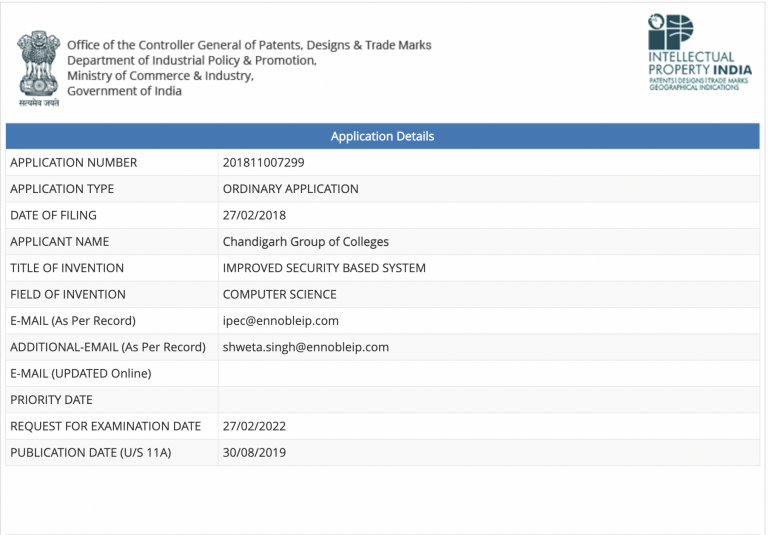 Office of the Controller General of Patents, Designs & Trade Marks
Department of Industrial Policy & Promotion,
Ministry of Commerce & Industry,
Government of India
सत्यमेव जयते
INTELLECTUAL
PROPERTY INDIA
PATENTS|DESIGNS|TRADE MARKS
GEOGRAPHICAL INDICATIONS
Application Details
APPLICATION NUMBER 201811007299
APPLICATION TYPE ORDINARY APPLICATION
DATE OF FILING 27/02/2018
APPLICANT NAME Chandigarh Group of Colleges
TITLE OF INVENTION IMPROVED SECURITY BASED SYSTEM
FIELD OF INVENTION COMPUTER SCIENCE
E-MAIL (As Per Record) ipec@ennobleip.com
ADDITIONAL-EMAIL (As Per Record) shweta.singh@ennobleip.com
E-MAIL (UPDATED Online)
PRIORITY DATE
REQUEST FOR EXAMINATION DATE 27/02/2022
PUBLICATION DATE (U/S 11A) 30/08/2019